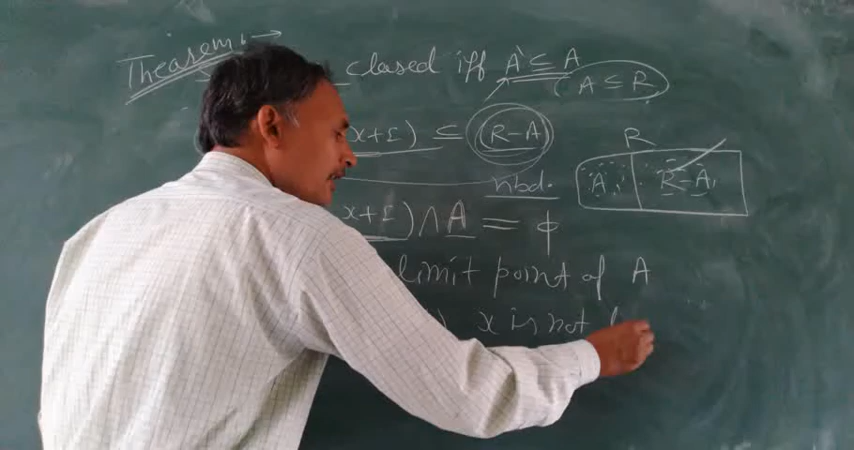 Theorem :→ closed iff A' ⊆ A
(A ⊆ R)
x+ε) ⊆ (R-A)
R
A, R-A,
nbd.
x+ε) ∩ A = ϕ
limit point of A
x is not